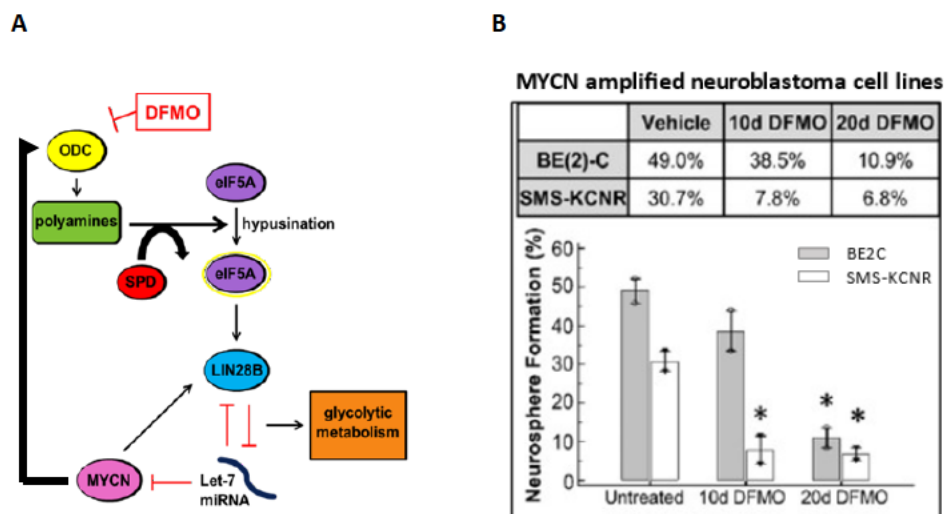 A
DFMO
ODC
eIF5A
polyamines
hypusination
SPD
eIF5A
LIN28B
glycolytic
metabolism
MYCN
Let-7
miRNA
B
MYCN amplified neuroblastoma cell lines
Vehicle 10d DFMO 20d DFMO
BE(2)-C 49.0% 38.5% 10.9%
SMS-KCNR 30.7% 7.8% 6.8%
Neurosphere Formation (%)
60
50
40
30
20
10
0
BE2C
SMS-KCNR
*
* *
Untreated 10d DFMO 20d DFMO